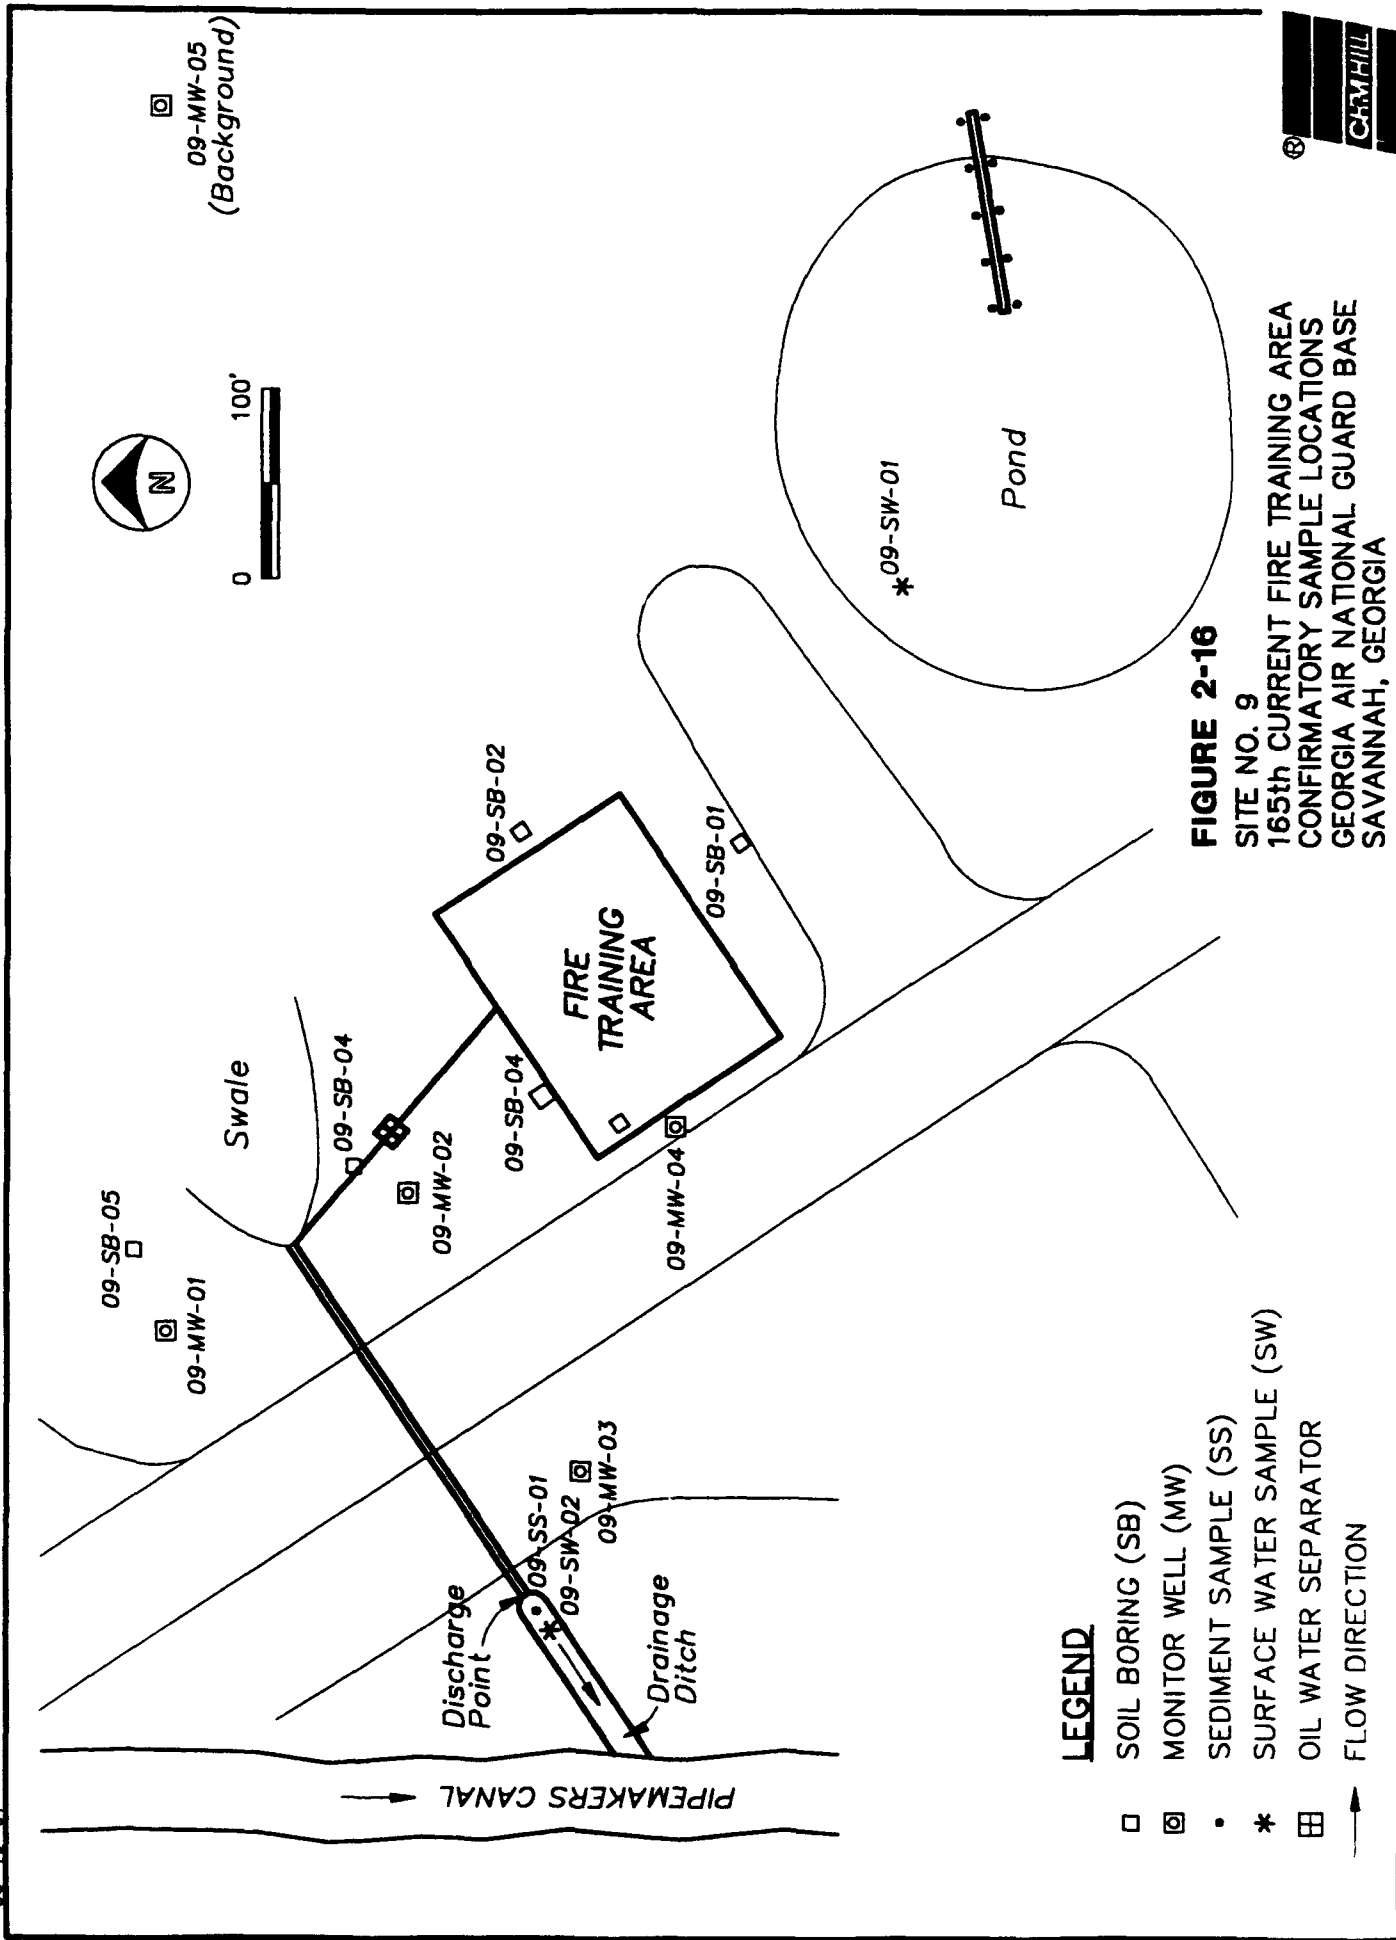 09-MW-05
(Background)
N
0
100'
Swale
09-SB-05
09-MW-01
09-SB-04
09-MW-02
09-SB-02
09-SB-04
FIRE
TRAINING
AREA
09-SB-01
09-MW-04
09-SW-01
Pond
Discharge
Point
09-SS-01
09-SW-02
09-MW-03
Drainage
Ditch
PIPEMAKERS CANAL
LEGEND
SOIL BORING (SB)
MONITOR WELL (MW)
SEDIMENT SAMPLE (SS)
SURFACE WATER SAMPLE (SW)
OIL WATER SEPARATOR
FLOW DIRECTION
FIGURE 2-16
SITE NO. 9
165th CURRENT FIRE TRAINING AREA
CONFIRMATORY SAMPLE LOCATIONS
GEORGIA AIR NATIONAL GUARD BASE
SAVANNAH, GEORGIA
®
CH2M HILL